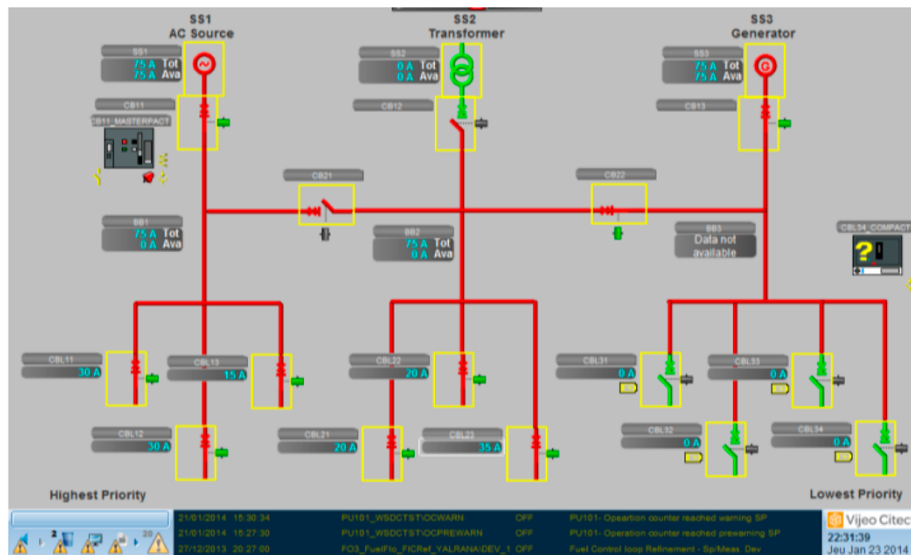 SS1
AC Source
SS2
Transformer
SS3
Generator
SS1
75 A Tot
75 A Ava
SS2
0 A Tot
0 A Ava
SS3
75 A Tot
75 A Ava
CB11
CB12
CB13
CB11_MASTERPACT
CB21
CB22
BB1
75 A Tot
0 A Ava
BB2
75 A Tot
0 A Ava
BB3
Data not
available
CBL34_COMPACT
?
G
CBL11
30 A
CBL13
15 A
CBL22
20 A
CBL31
0 A
CBL33
0 A
CBL12
30 A
CBL21
20 A
CBL23
35 A
CBL32
0 A
CBL34
0 A
Highest Priority
Lowest Priority
21/01/2014 15:30:34 PU101_WSDCTST\OCWARN OFF PU101- Opeartion counter reached warning SP
21/01/2014 15:27:30 PU101_WSDCTST\OCPREWARN OFF PU101- Operation counter reached prewarning SP
27/12/2013 20:27:00 FO3_FuelFlo_FICRef_YALRANA\DEV_1 OFF Fuel Control loop Refinement - Sp/Meas Dev
2
20
Vijeo Citec
22:31:39
Jeu Jan 23 2014